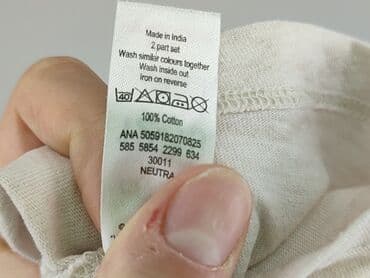 Made in India
2 part set
Wash similar colours together
Wash inside out
Iron on reverse
40
100% Cotton
ANA 5059182070825
585 5854 2299 634
30011
NEUTRA